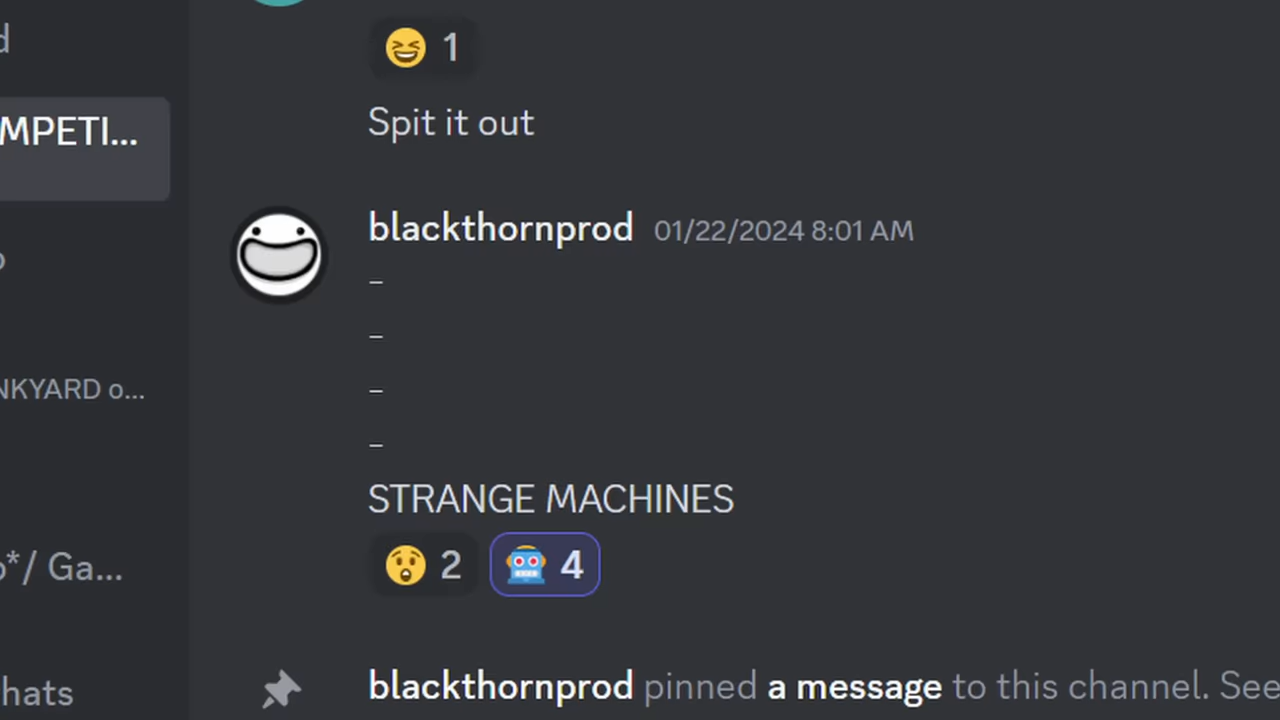 d
1
Spit it out
MPETI...
blackthornprod 01/22/2024 8:01 AM
-
-
-
-
NKYARD o...
STRANGE MACHINES
2 4
o*/ Ga...
blackthornprod pinned a message to this channel. See
hats